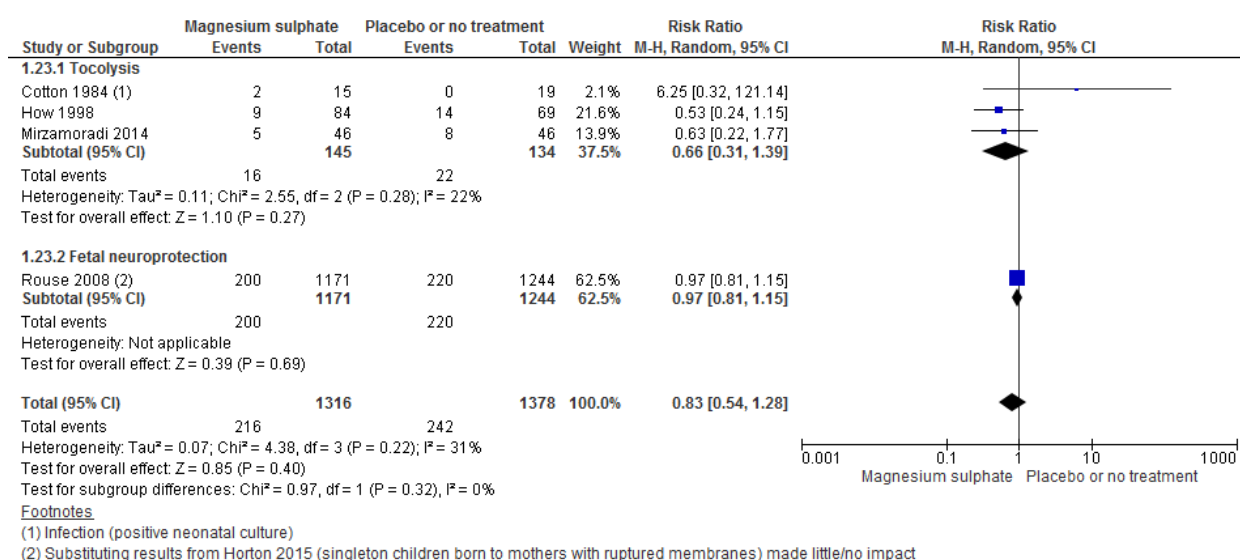 Magnesium sulphate Placebo or no treatment Risk Ratio Risk Ratio
Study or Subgroup Events Total Events Total Weight M-H, Random, 95% CI M-H, Random, 95% CI
1.23.1 Tocolysis
Cotton 1984 (1) 2 15 0 19 2.1% 6.25 [0.32, 121.14]
How 1998 9 84 14 69 21.6% 0.53 [0.24, 1.15]
Mirzamoradi 2014 5 46 8 46 13.9% 0.63 [0.22, 1.77]
Subtotal (95% CI) 145 134 37.5% 0.66 [0.31, 1.39]
Total events 16 22
Heterogeneity: Tau² = 0.11; Chi² = 2.55, df = 2 (P = 0.28); I² = 22%
Test for overall effect: Z = 1.10 (P = 0.27)
1.23.2 Fetal neuroprotection
Rouse 2008 (2) 200 1171 220 1244 62.5% 0.97 [0.81, 1.15]
Subtotal (95% CI) 1171 1244 62.5% 0.97 [0.81, 1.15]
Total events 200 220
Heterogeneity: Not applicable
Test for overall effect: Z = 0.39 (P = 0.69)
Total (95% CI) 1316 1378 100.0% 0.83 [0.54, 1.28]
Total events 216 242
Heterogeneity: Tau² = 0.07; Chi² = 4.38, df = 3 (P = 0.22); I² = 31%
Test for overall effect: Z = 0.85 (P = 0.40)
Test for subgroup differences: Chi² = 0.97, df = 1 (P = 0.32), I² = 0%
0.001 0.1 1 10 1000
Magnesium sulphate Placebo or no treatment
Footnotes
(1) Infection (positive neonatal culture)
(2) Substituting results from Horton 2015 (singleton children born to mothers with ruptured membranes) made little/no impact